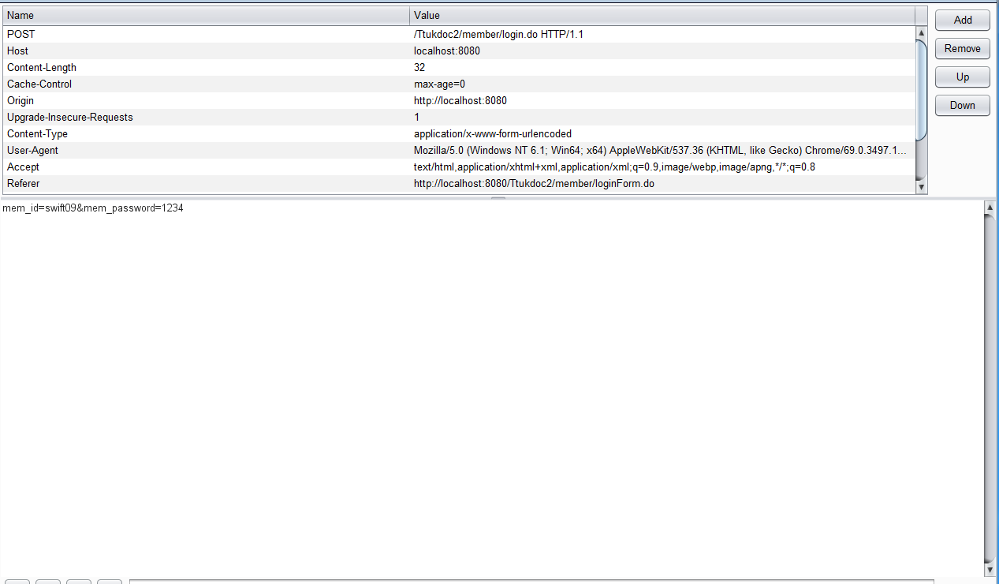 Name Value
POST /Ttukdoc2/member/login.do HTTP/1.1
Host localhost:8080
Content-Length 32
Cache-Control max-age=0
Origin http://localhost:8080
Upgrade-Insecure-Requests 1
Content-Type application/x-www-form-urlencoded
User-Agent Mozilla/5.0 (Windows NT 6.1; Win64; x64) AppleWebKit/537.36 (KHTML, like Gecko) Chrome/69.0.3497.1...
Accept text/html,application/xhtml+xml,application/xml;q=0.9,image/webp,image/apng,*/*;q=0.8
Referer http://localhost:8080/Ttukdoc2/member/loginForm.do
Add
Remove
Up
Down
mem_id=swift09&mem_password=1234